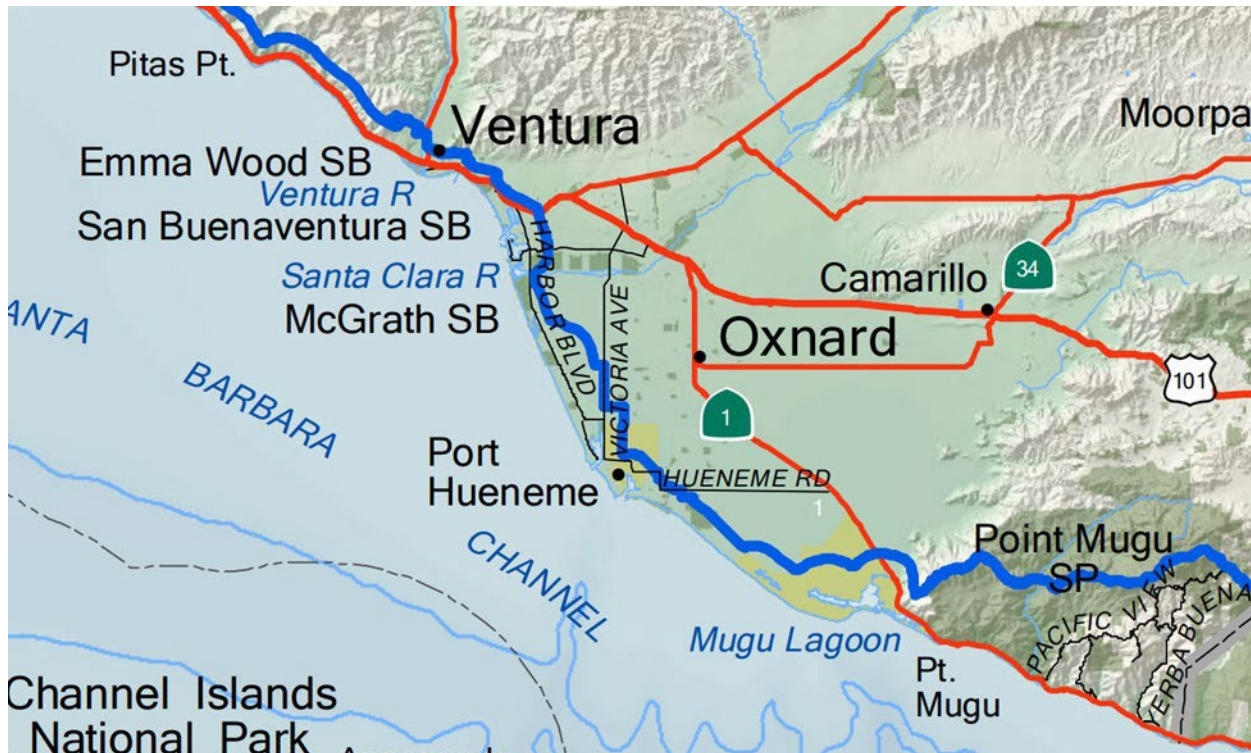 Pitas Pt.
Ventura
Moorpa
Emma Wood SB
Ventura R
San Buenaventura SB
HARBOR BLVD
Santa Clara R
McGrath SB
VICTORIA AVE
Camarillo
34
ANTA
BARBARA
CHANNEL
Oxnard
101
1
Port
Hueneme
HUENEME RD
1
Point Mugu
SP
PACIFIC VIEW
YERBA BUENA
Mugu Lagoon
Pt.
Mugu
Channel Islands
National Park